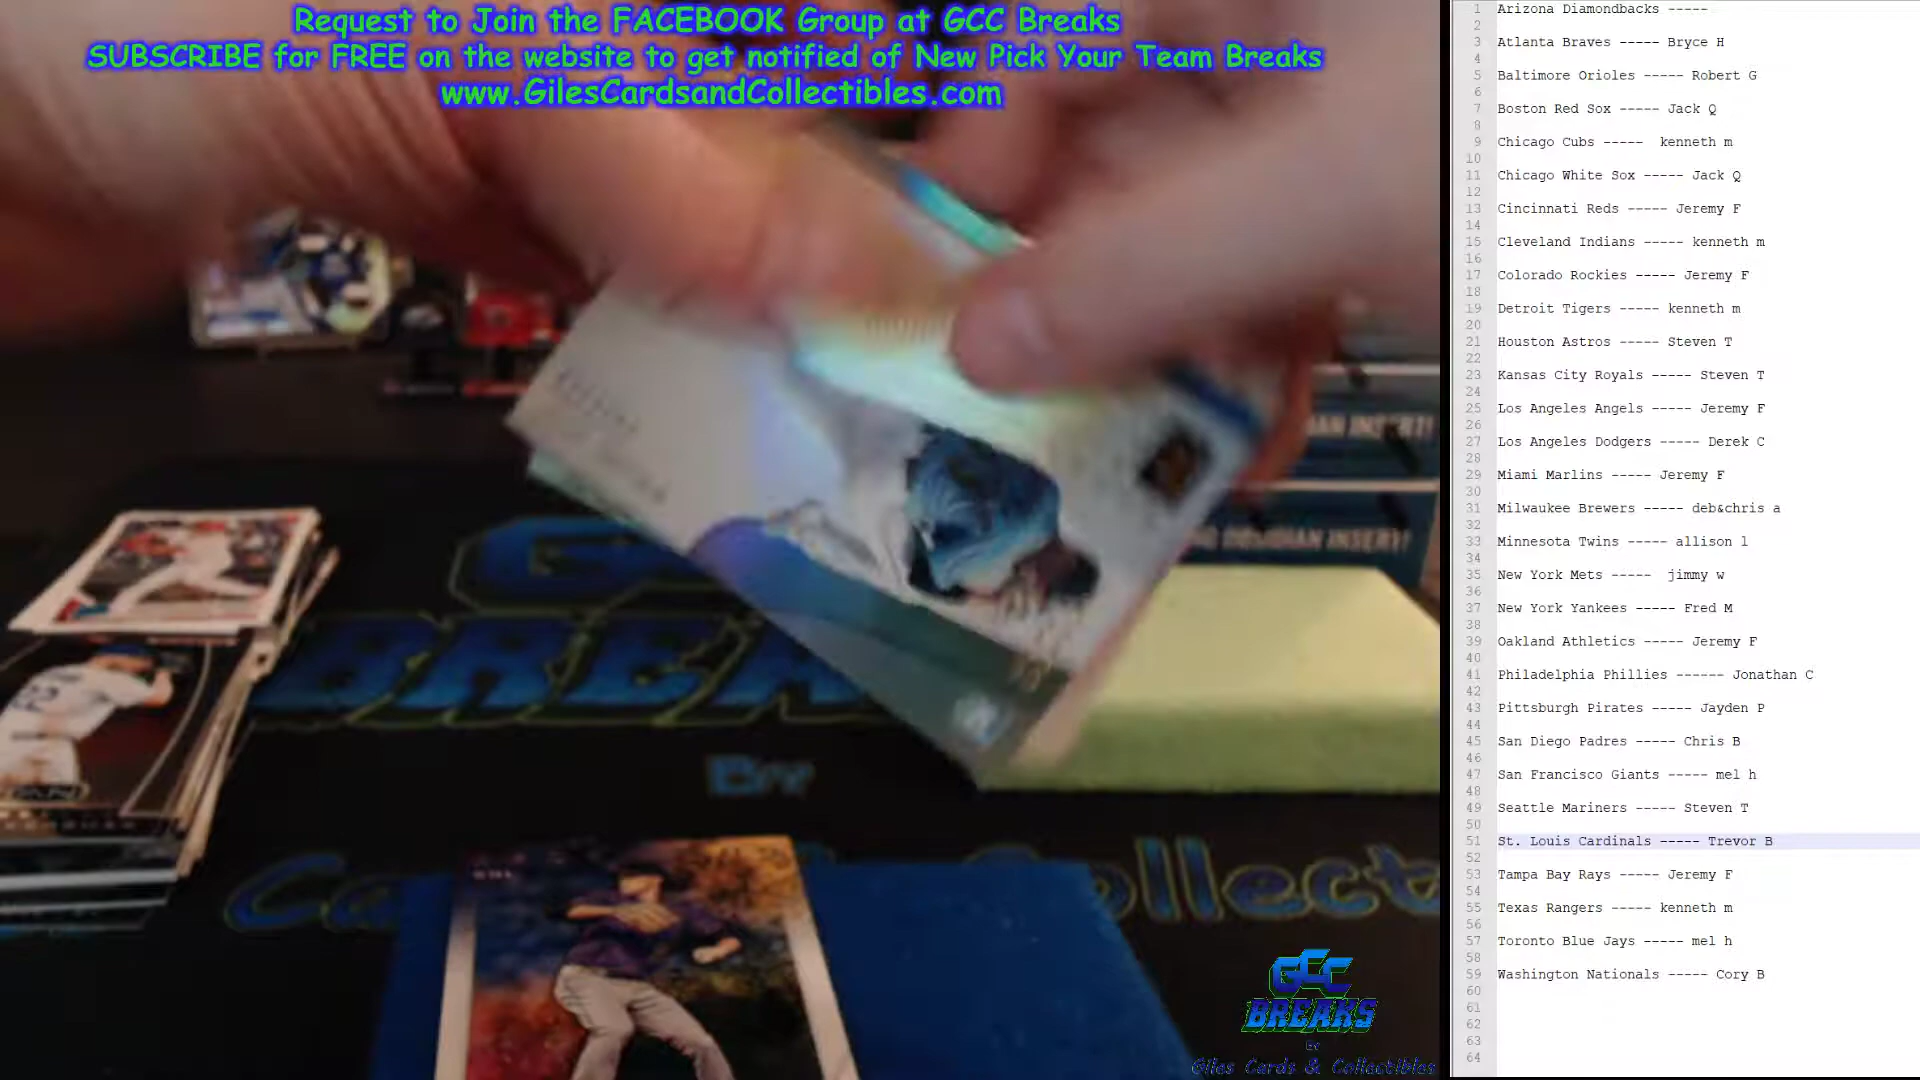 Request to Join the FACEBOOK Group at GCC Breaks
SUBSCRIBE for FREE on the website to get notified of New Pick Your Team Breaks
www.GilesCardsandCollectibles.com
1 Arizona Diamondbacks -----
2
3 Atlanta Braves ----- Bryce H
4
5 Baltimore Orioles ----- Robert G
6
7 Boston Red Sox ----- Jack Q
8
9 Chicago Cubs ----- kenneth m
10
11 Chicago White Sox ----- Jack Q
12
13 Cincinnati Reds ----- Jeremy F
14
15 Cleveland Indians ----- kenneth m
16
17 Colorado Rockies ----- Jeremy F
18
19 Detroit Tigers ----- kenneth m
20
21 Houston Astros ----- Steven T
22
23 Kansas City Royals ----- Steven T
24
25 Los Angeles Angels ----- Jeremy F
26
27 Los Angeles Dodgers ----- Derek C
28
29 Miami Marlins ----- Jeremy F
30
31 Milwaukee Brewers ----- deb&chris a
32
33 Minnesota Twins ----- allison l
34
35 New York Mets ----- jimmy w
36
37 New York Yankees ----- Fred M
38
39 Oakland Athletics ----- Jeremy F
40
41 Philadelphia Phillies ------ Jonathan C
42
43 Pittsburgh Pirates ----- Jayden P
44
45 San Diego Padres ----- Chris B
46
47 San Francisco Giants ----- mel h
48
49 Seattle Mariners ----- Steven T
50
51 St. Louis Cardinals ----- Trevor B
52
53 Tampa Bay Rays ----- Jeremy F
54
55 Texas Rangers ----- kenneth m
56
57 Toronto Blue Jays ----- mel h
58
59 Washington Nationals ----- Cory B
60
61
62
63
64
INSERT!
OBSIDIAN INSERT!
BREA
By
Ca
Collect
GCC
BREAKS
By
Giles Cards & Collectibles